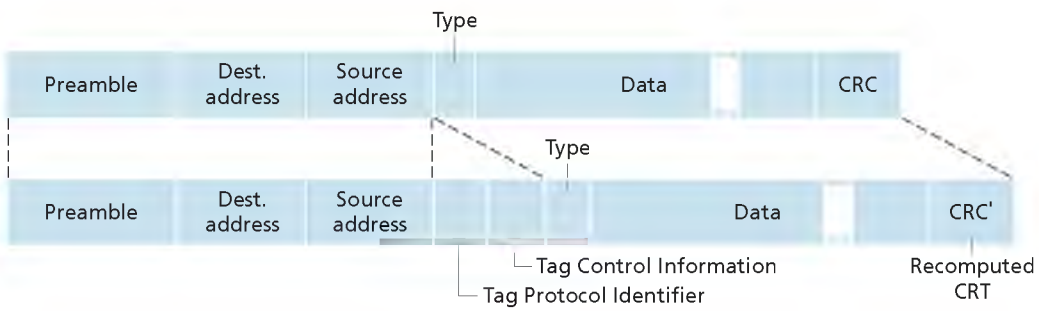 Type
Preamble
Dest.
address
Source
address
Data
CRC
Type
Preamble
Dest.
address
Source
address
Data
CRC'
Tag Control Information
Tag Protocol Identifier
Recomputed
CRT